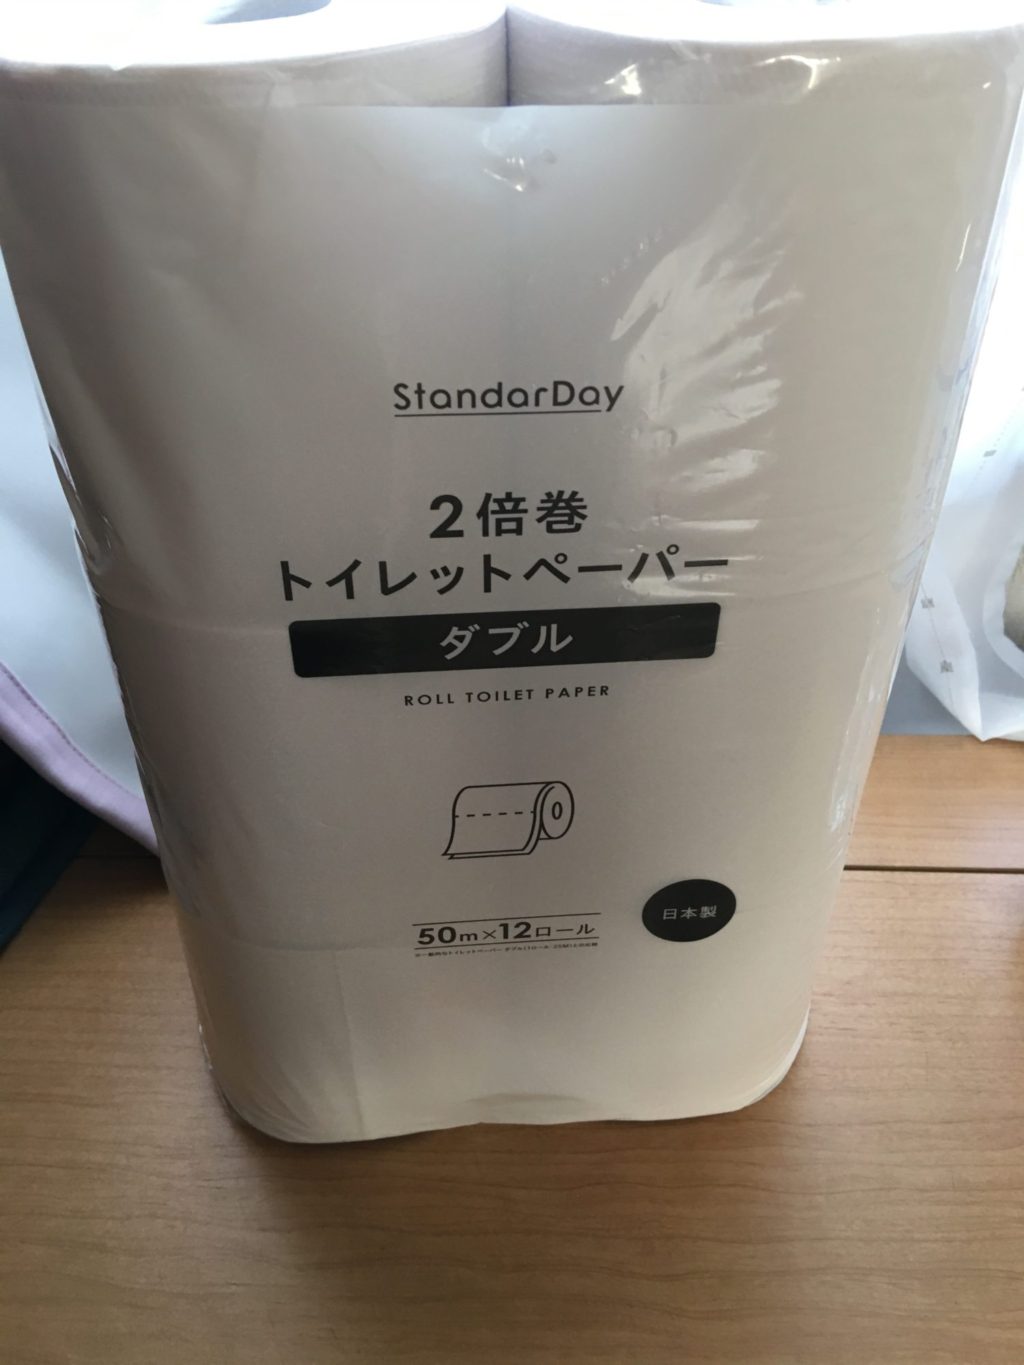 StandarDay
2倍巻
トイレットペーパー
ダブル
ROLL TOILET PAPER
50m×12ロール
日本製